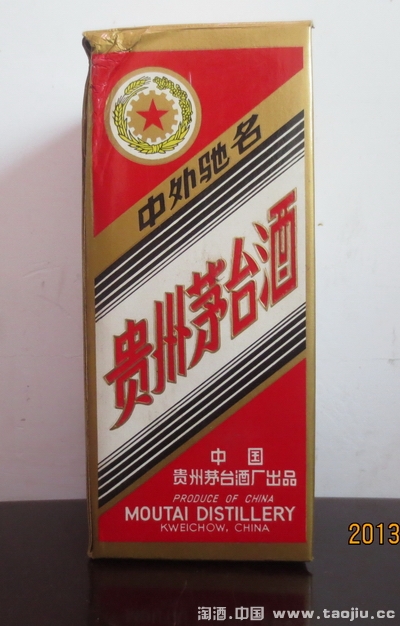 中外驰名
贵州茅台酒
中国
贵州茅台酒厂出品
PRODUCE OF CHINA
MOUTAI DISTILLERY
KWEICHOW, CHINA
2013
淘酒.中国 www.taojiu.cc